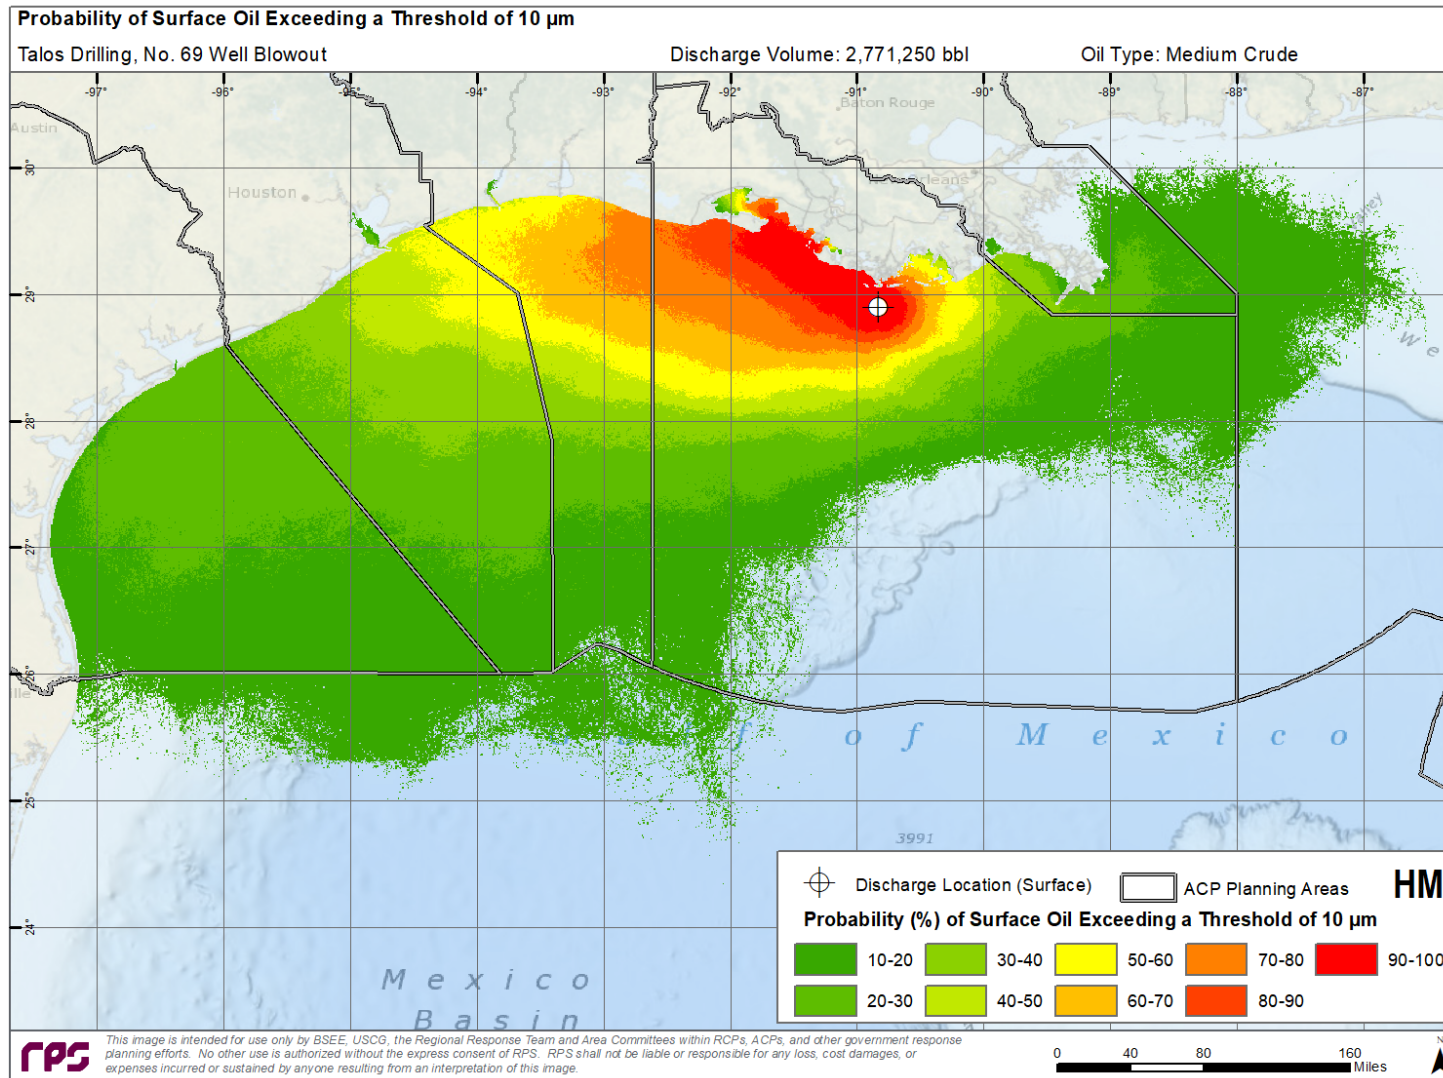 Probability of Surface Oil Exceeding a Threshold of 10 µm
Talos Drilling, No. 69 Well Blowout Discharge Volume: 2,771,250 bbl Oil Type: Medium Crude
-97° -96° -95° -94° -93° -92° -91° -90° -89° -88° -87°
Baton Rouge
Austin
30°
Houston
29°
28°
27°
26°
ville
o f M e x i c o
25°
3991
24°
M e x i c o
B a s i n
Discharge Location (Surface) ACP Planning Areas HM
Probability (%) of Surface Oil Exceeding a Threshold of 10 µm
10-20 30-40 50-60 70-80 90-100
20-30 40-50 60-70 80-90
rps
This image is intended for use only by BSEE, USCG, the Regional Response Team and Area Committees within RCPs, ACPs, and other government response
planning efforts. No other use is authorized without the express consent of RPS. RPS shall not be liable or responsible for any loss, cost damages, or
expenses incurred or sustained by anyone resulting from an interpretation of this image.
0 40 80 160
Miles
N